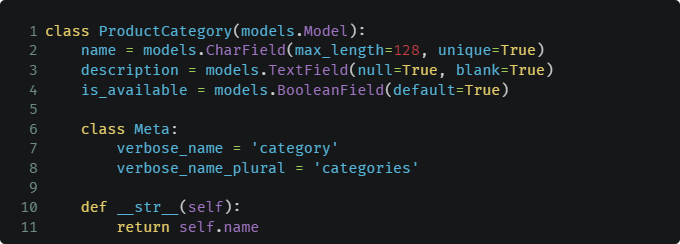 1 class ProductCategory(models.Model):
2     name = models.CharField(max_length=128, unique=True)
3     description = models.TextField(null=True, blank=True)
4     is_available = models.BooleanField(default=True)
5
6     class Meta:
7         verbose_name = 'category'
8         verbose_name_plural = 'categories'
9
10     def __str__(self):
11         return self.name